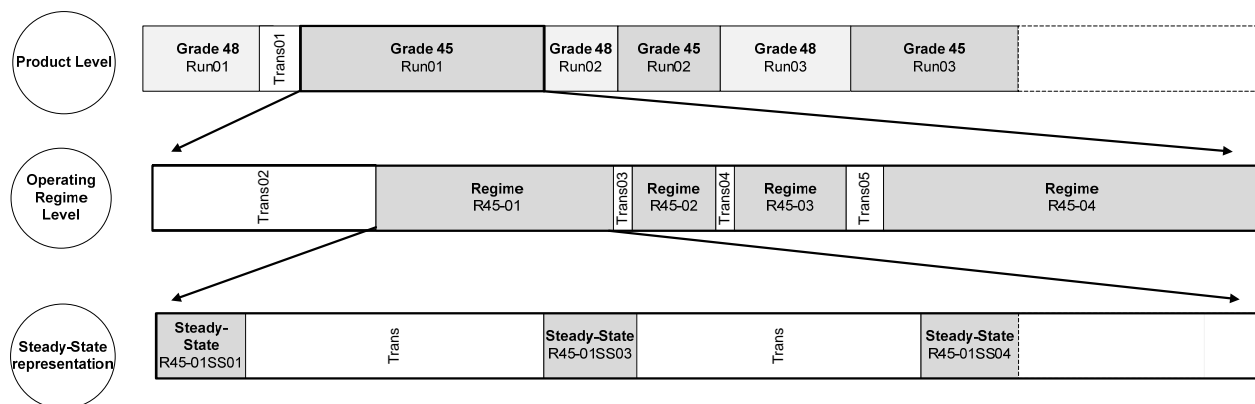 Product Level
Grade 48
Run01
Trans01
Grade 45
Run01
Grade 48
Run02
Grade 45
Run02
Grade 48
Run03
Grade 45
Run03
Operating
Regime
Level
Trans02
Regime
R45-01
Trans03
Regime
R45-02
Trans04
Regime
R45-03
Trans05
Regime
R45-04
Steady-State
representation
Steady-
State
R45-01SS01
Trans
Steady-State
R45-01SS03
Trans
Steady-State
R45-01SS04